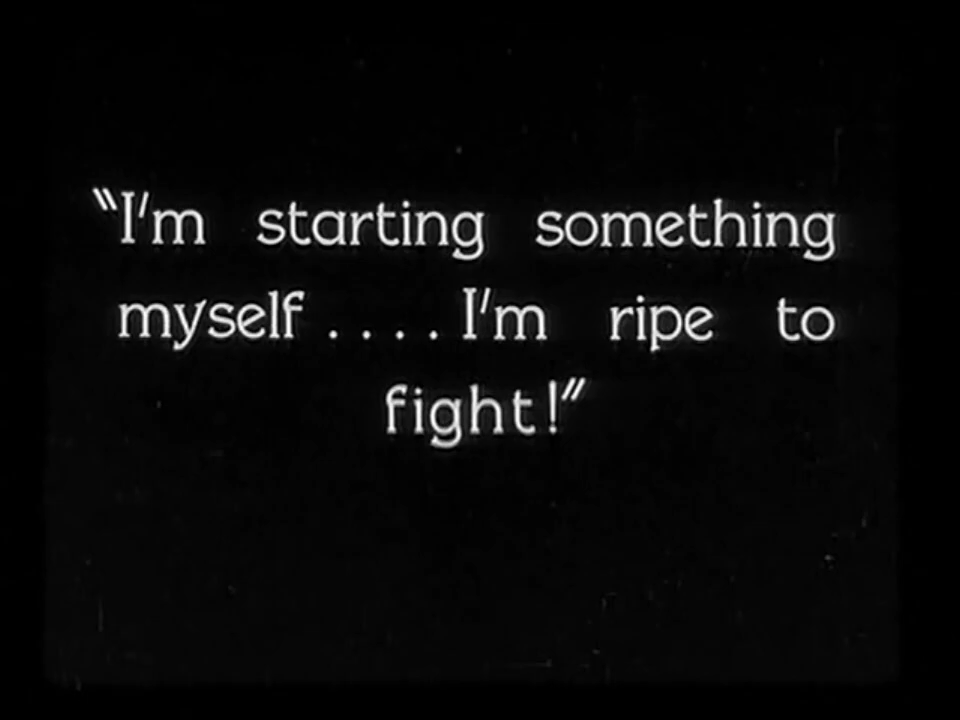 “I'm starting something
myself . . . . I'm ripe to
fight!”